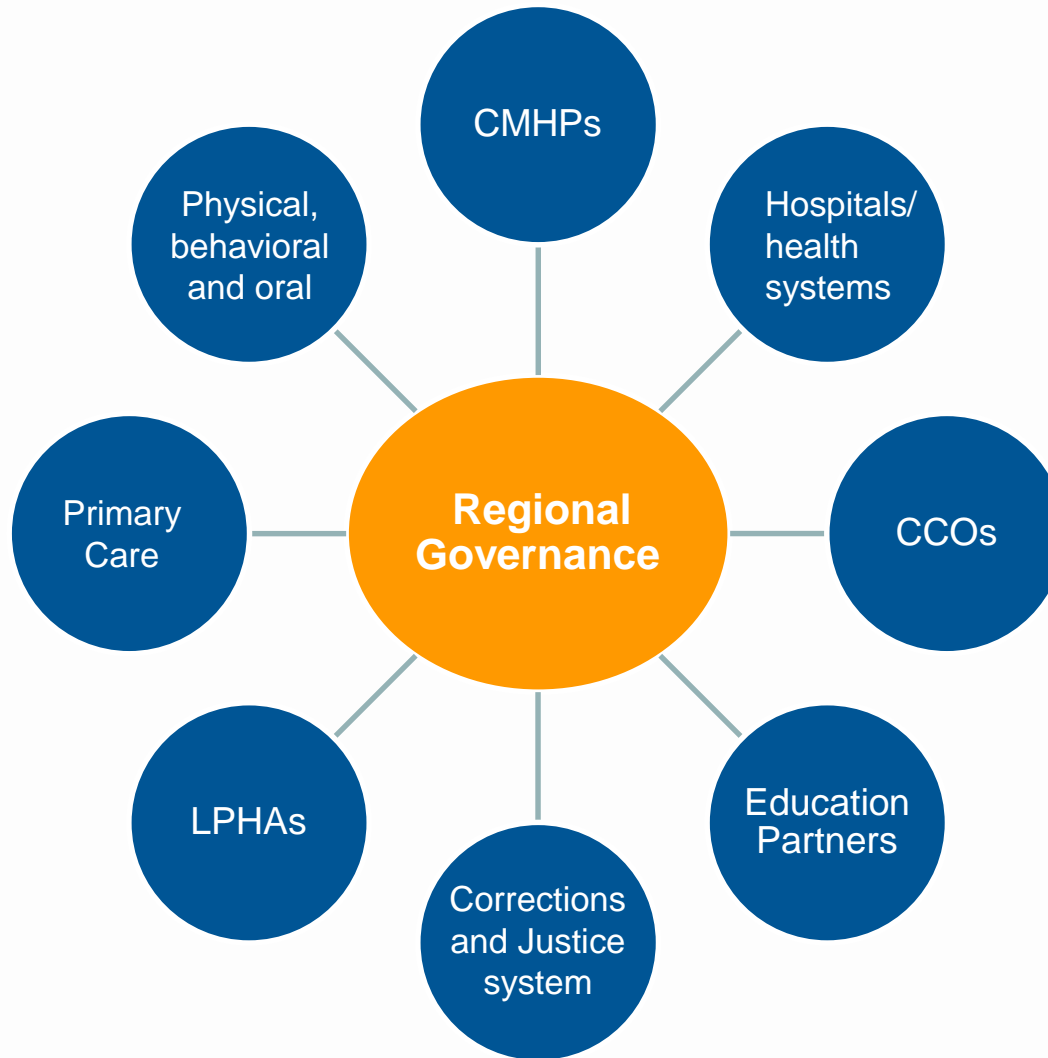 CMHPs
Physical,
behavioral
and oral
Hospitals/
health
systems
Primary
Care
Regional
Governance
CCOs
LPHAs
Education
Partners
Corrections
and Justice
system